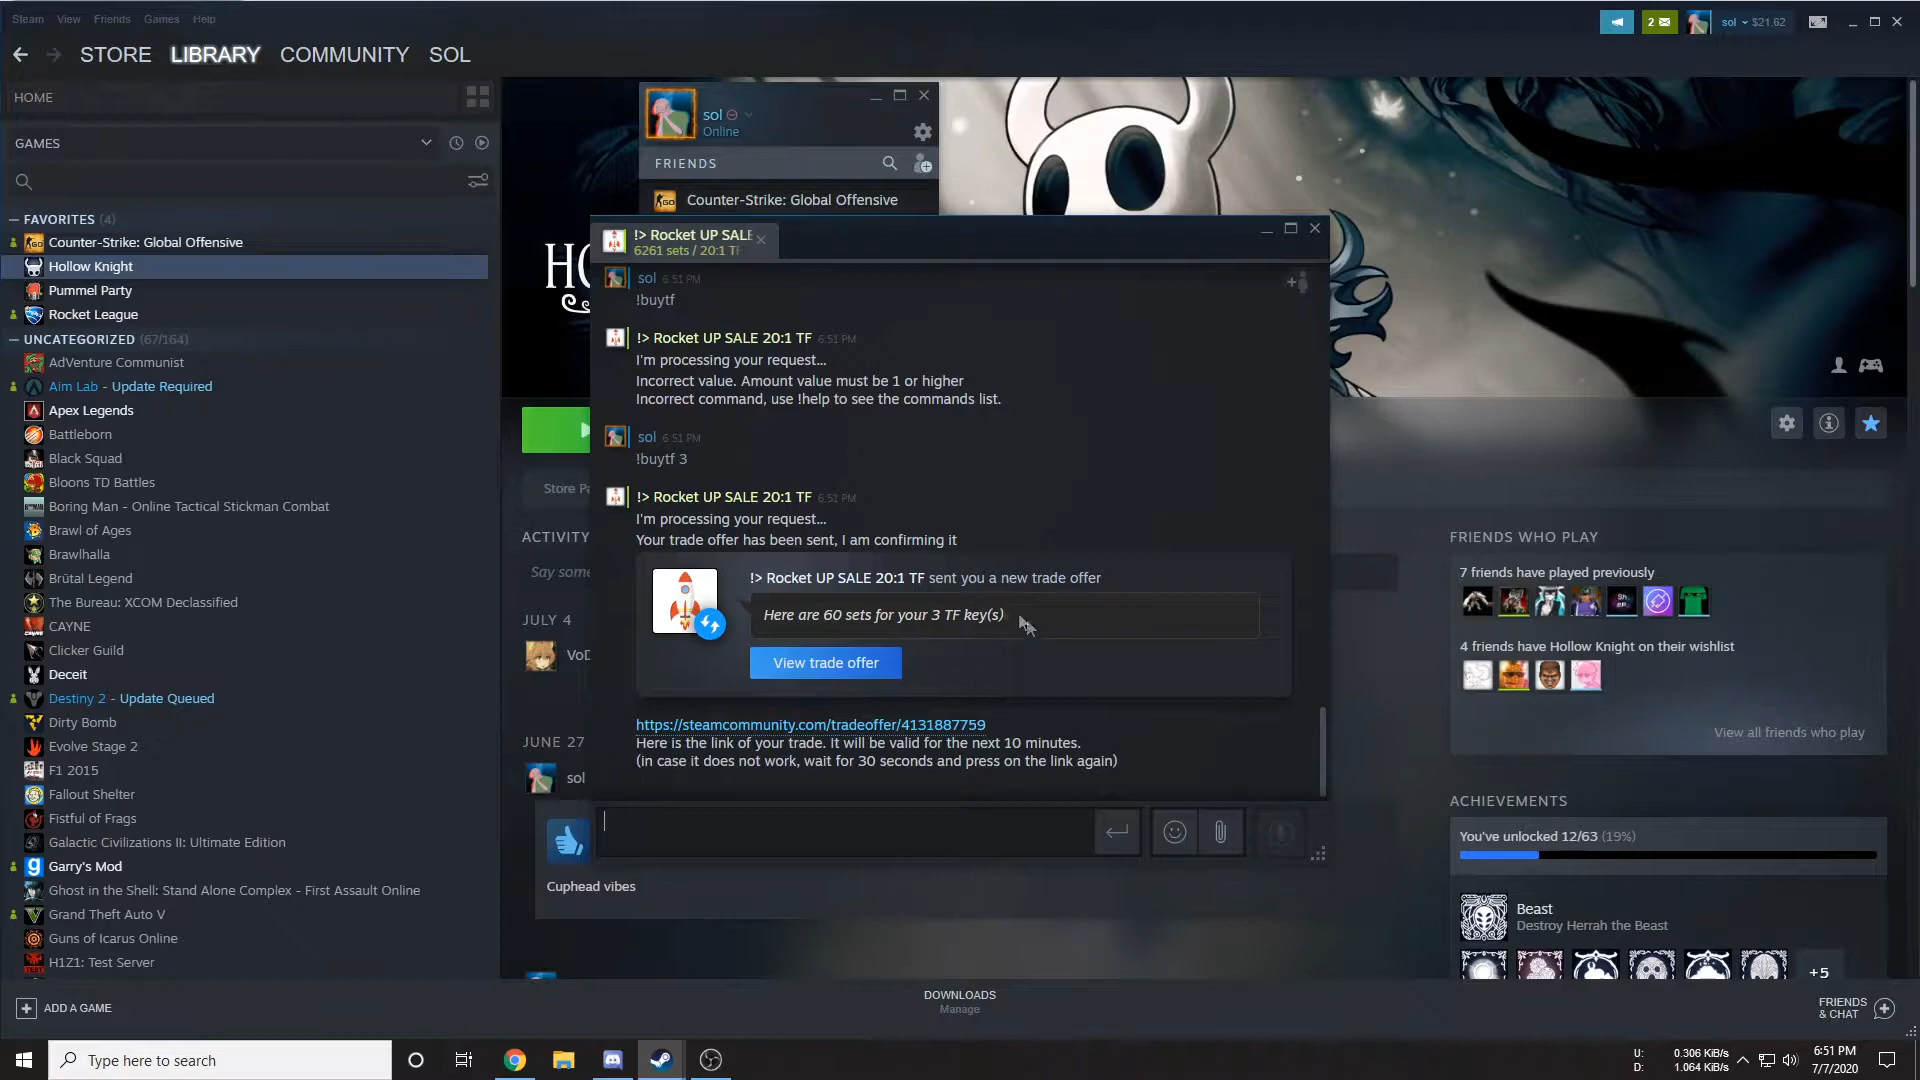 Steam View Friends Games Help
2
sol $21.62
STORE LIBRARY COMMUNITY SOL
HOME
GAMES
FAVORITES (4)
Counter-Strike: Global Offensive
Hollow Knight
Pummel Party
Rocket League
UNCATEGORIZED (67/164)
AdVenture Communist
Aim Lab - Update Required
Apex Legends
Battleborn
Black Squad
Bloons TD Battles
Boring Man - Online Tactical Stickman Combat
Brawl of Ages
Brawlhalla
Brütal Legend
The Bureau: XCOM Declassified
CAYNE
Clicker Guild
Deceit
Destiny 2 - Update Queued
Dirty Bomb
Evolve Stage 2
F1 2015
Fallout Shelter
Fistful of Frags
Galactic Civilizations II: Ultimate Edition
Garry's Mod
Ghost in the Shell: Stand Alone Complex - First Assault Online
Grand Theft Auto V
Guns of Icarus Online
H1Z1: Test Server
ADD A GAME
sol
Online
FRIENDS
Counter-Strike: Global Offensive
!> Rocket UP SALE
6261 sets / 20:1 TF
sol 6:51 PM
!buytf
!> Rocket UP SALE 20:1 TF 6:51 PM
I'm processing your request...
Incorrect value. Amount value must be 1 or higher
Incorrect command, use !help to see the commands list.
sol 6:51 PM
!buytf 3
!> Rocket UP SALE 20:1 TF 6:51 PM
I'm processing your request...
Your trade offer has been sent, I am confirming it
!> Rocket UP SALE 20:1 TF sent you a new trade offer
Here are 60 sets for your 3 TF key(s)
View trade offer
https://steamcommunity.com/tradeoffer/4131887759
Here is the link of your trade. It will be valid for the next 10 minutes.
(in case it does not work, wait for 30 seconds and press on the link again)
HO
Store Pa
ACTIVITY
Say some
JULY 4
VoD
JUNE 27
sol
Cuphead vibes
FRIENDS WHO PLAY
7 friends have played previously
4 friends have Hollow Knight on their wishlist
View all friends who play
ACHIEVEMENTS
You've unlocked 12/63 (19%)
Beast
Destroy Herrah the Beast
+5
DOWNLOADS
Manage
FRIENDS
& CHAT
Type here to search
U: 0.306 KiB/s
D: 1.064 KiB/s
6:51 PM
7/7/2020